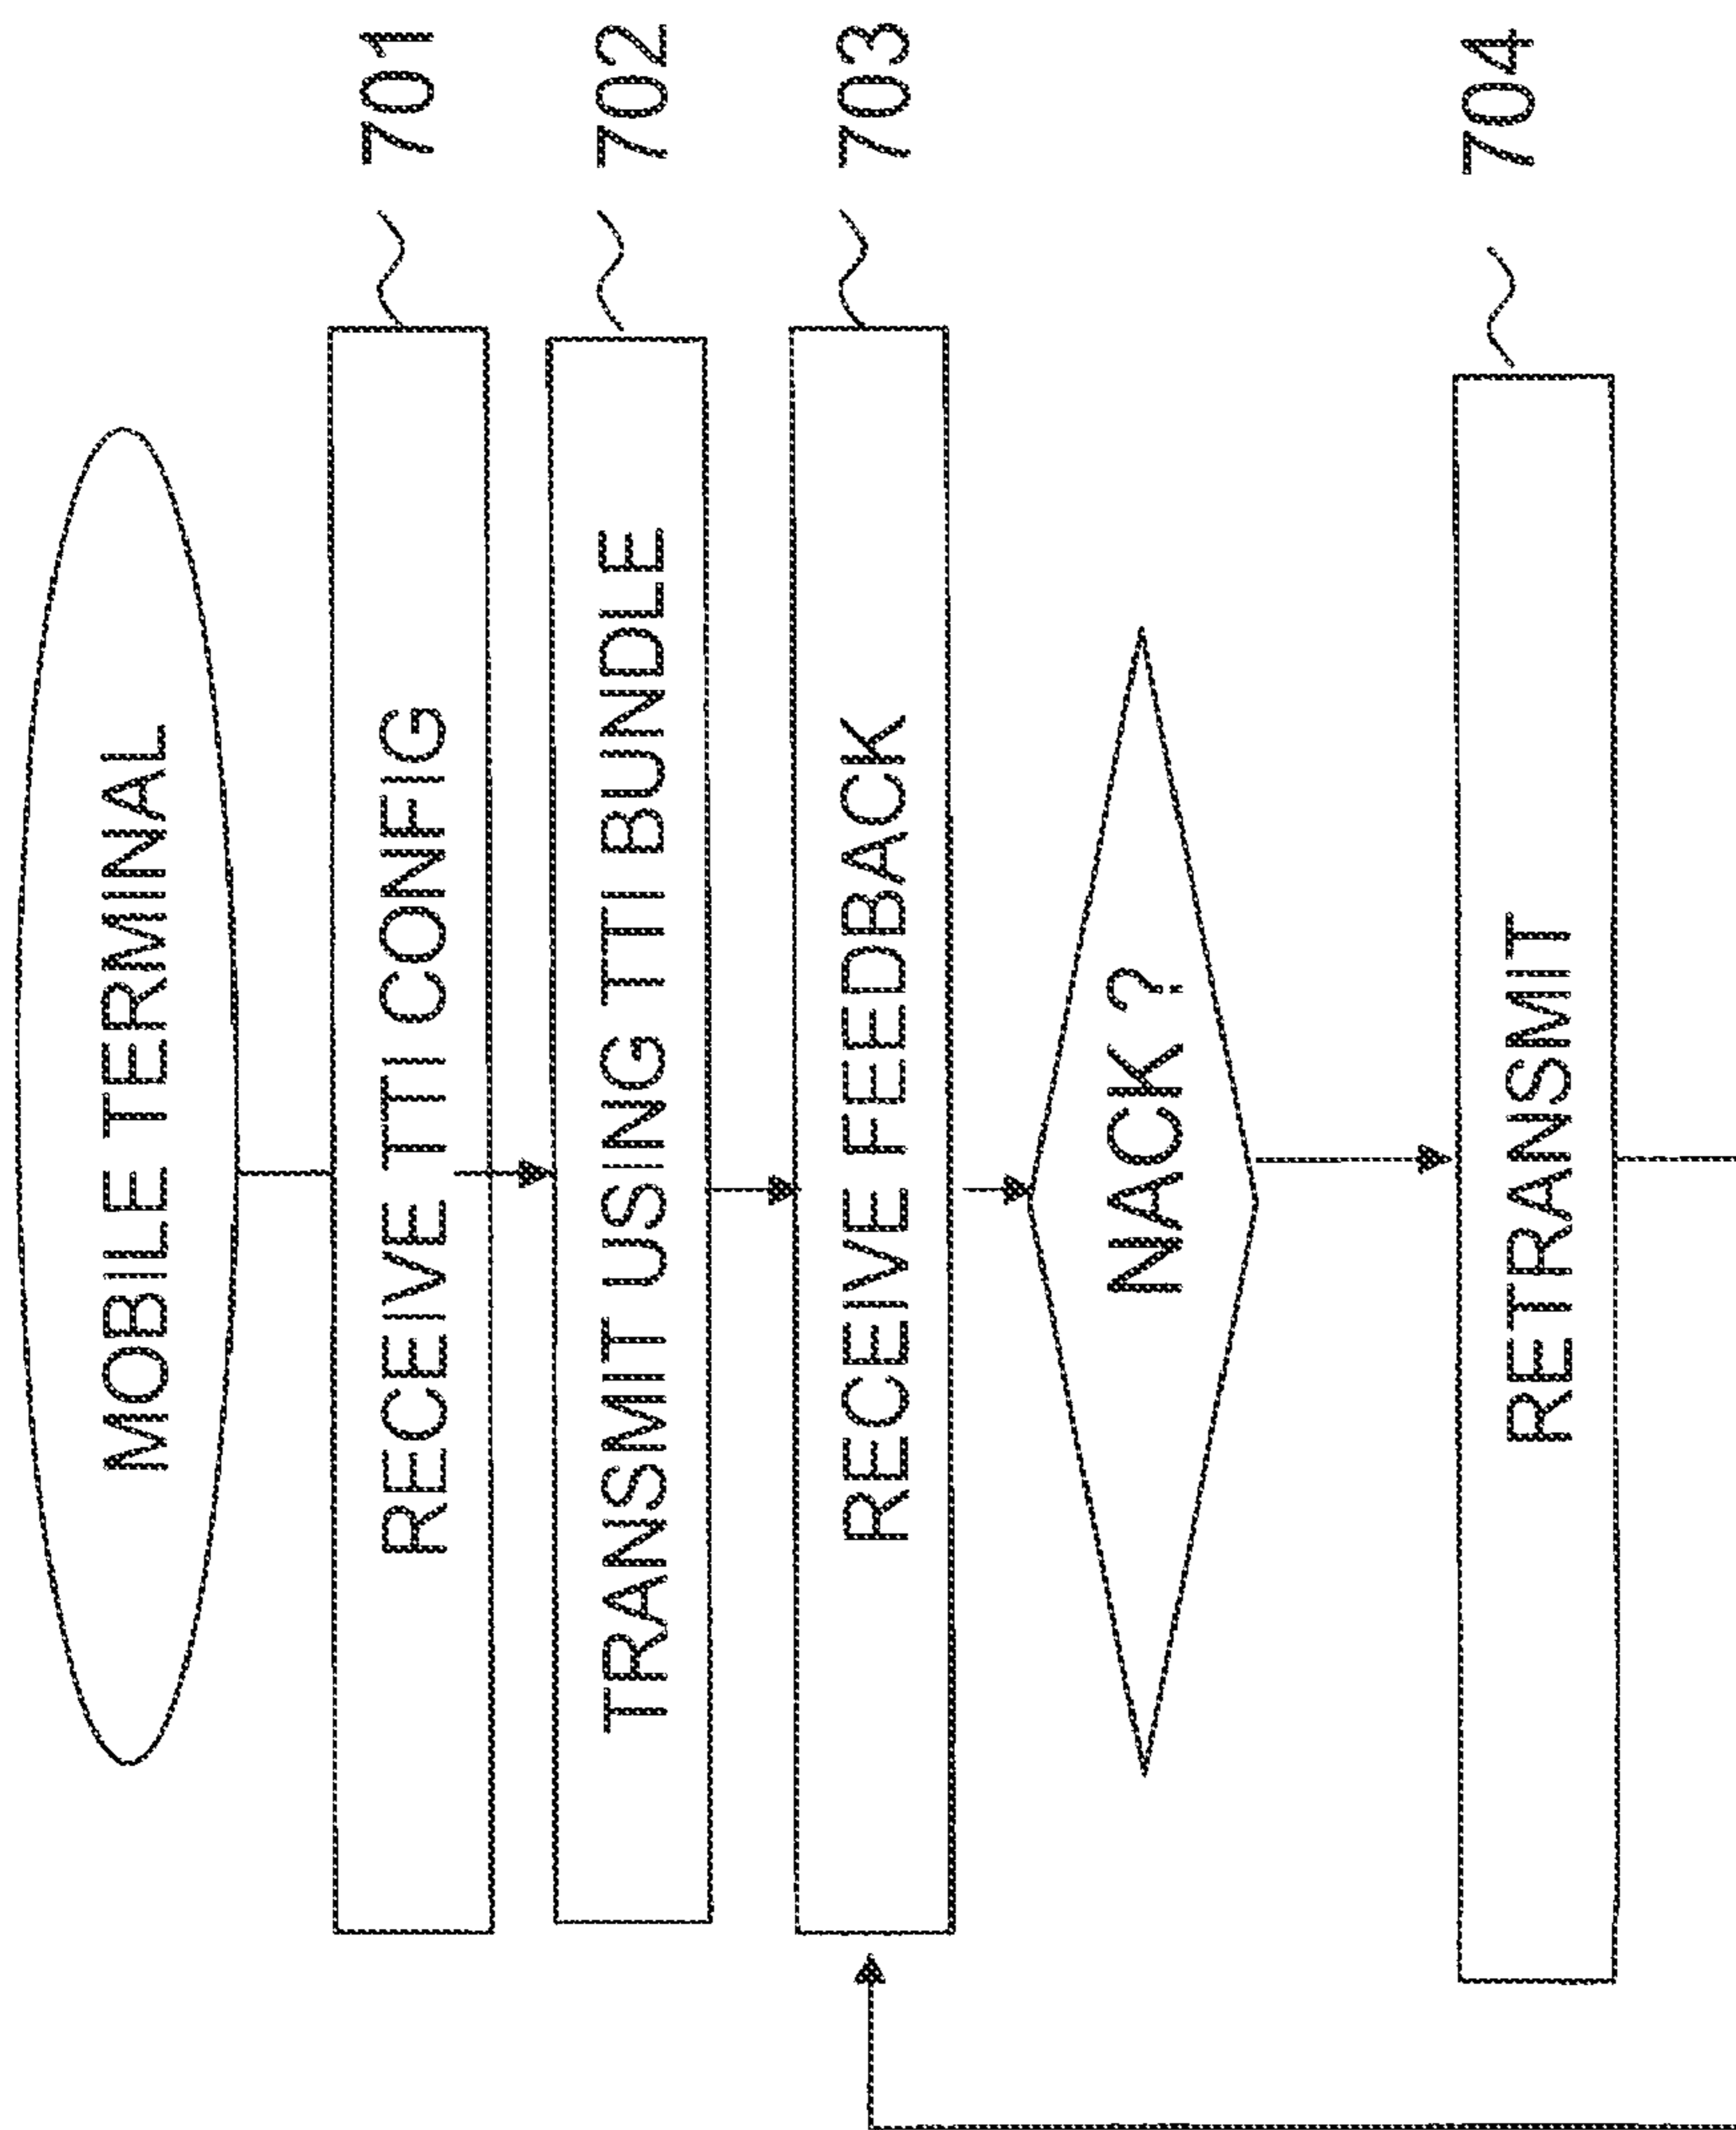 MOBILE TERMINAL
RECEIVE TTI CONFIG
701
TRANSMIT USING TTI BUNDLE
702
RECEIVE FEEDBACK
703
NACK ?
RETRANSMIT
704